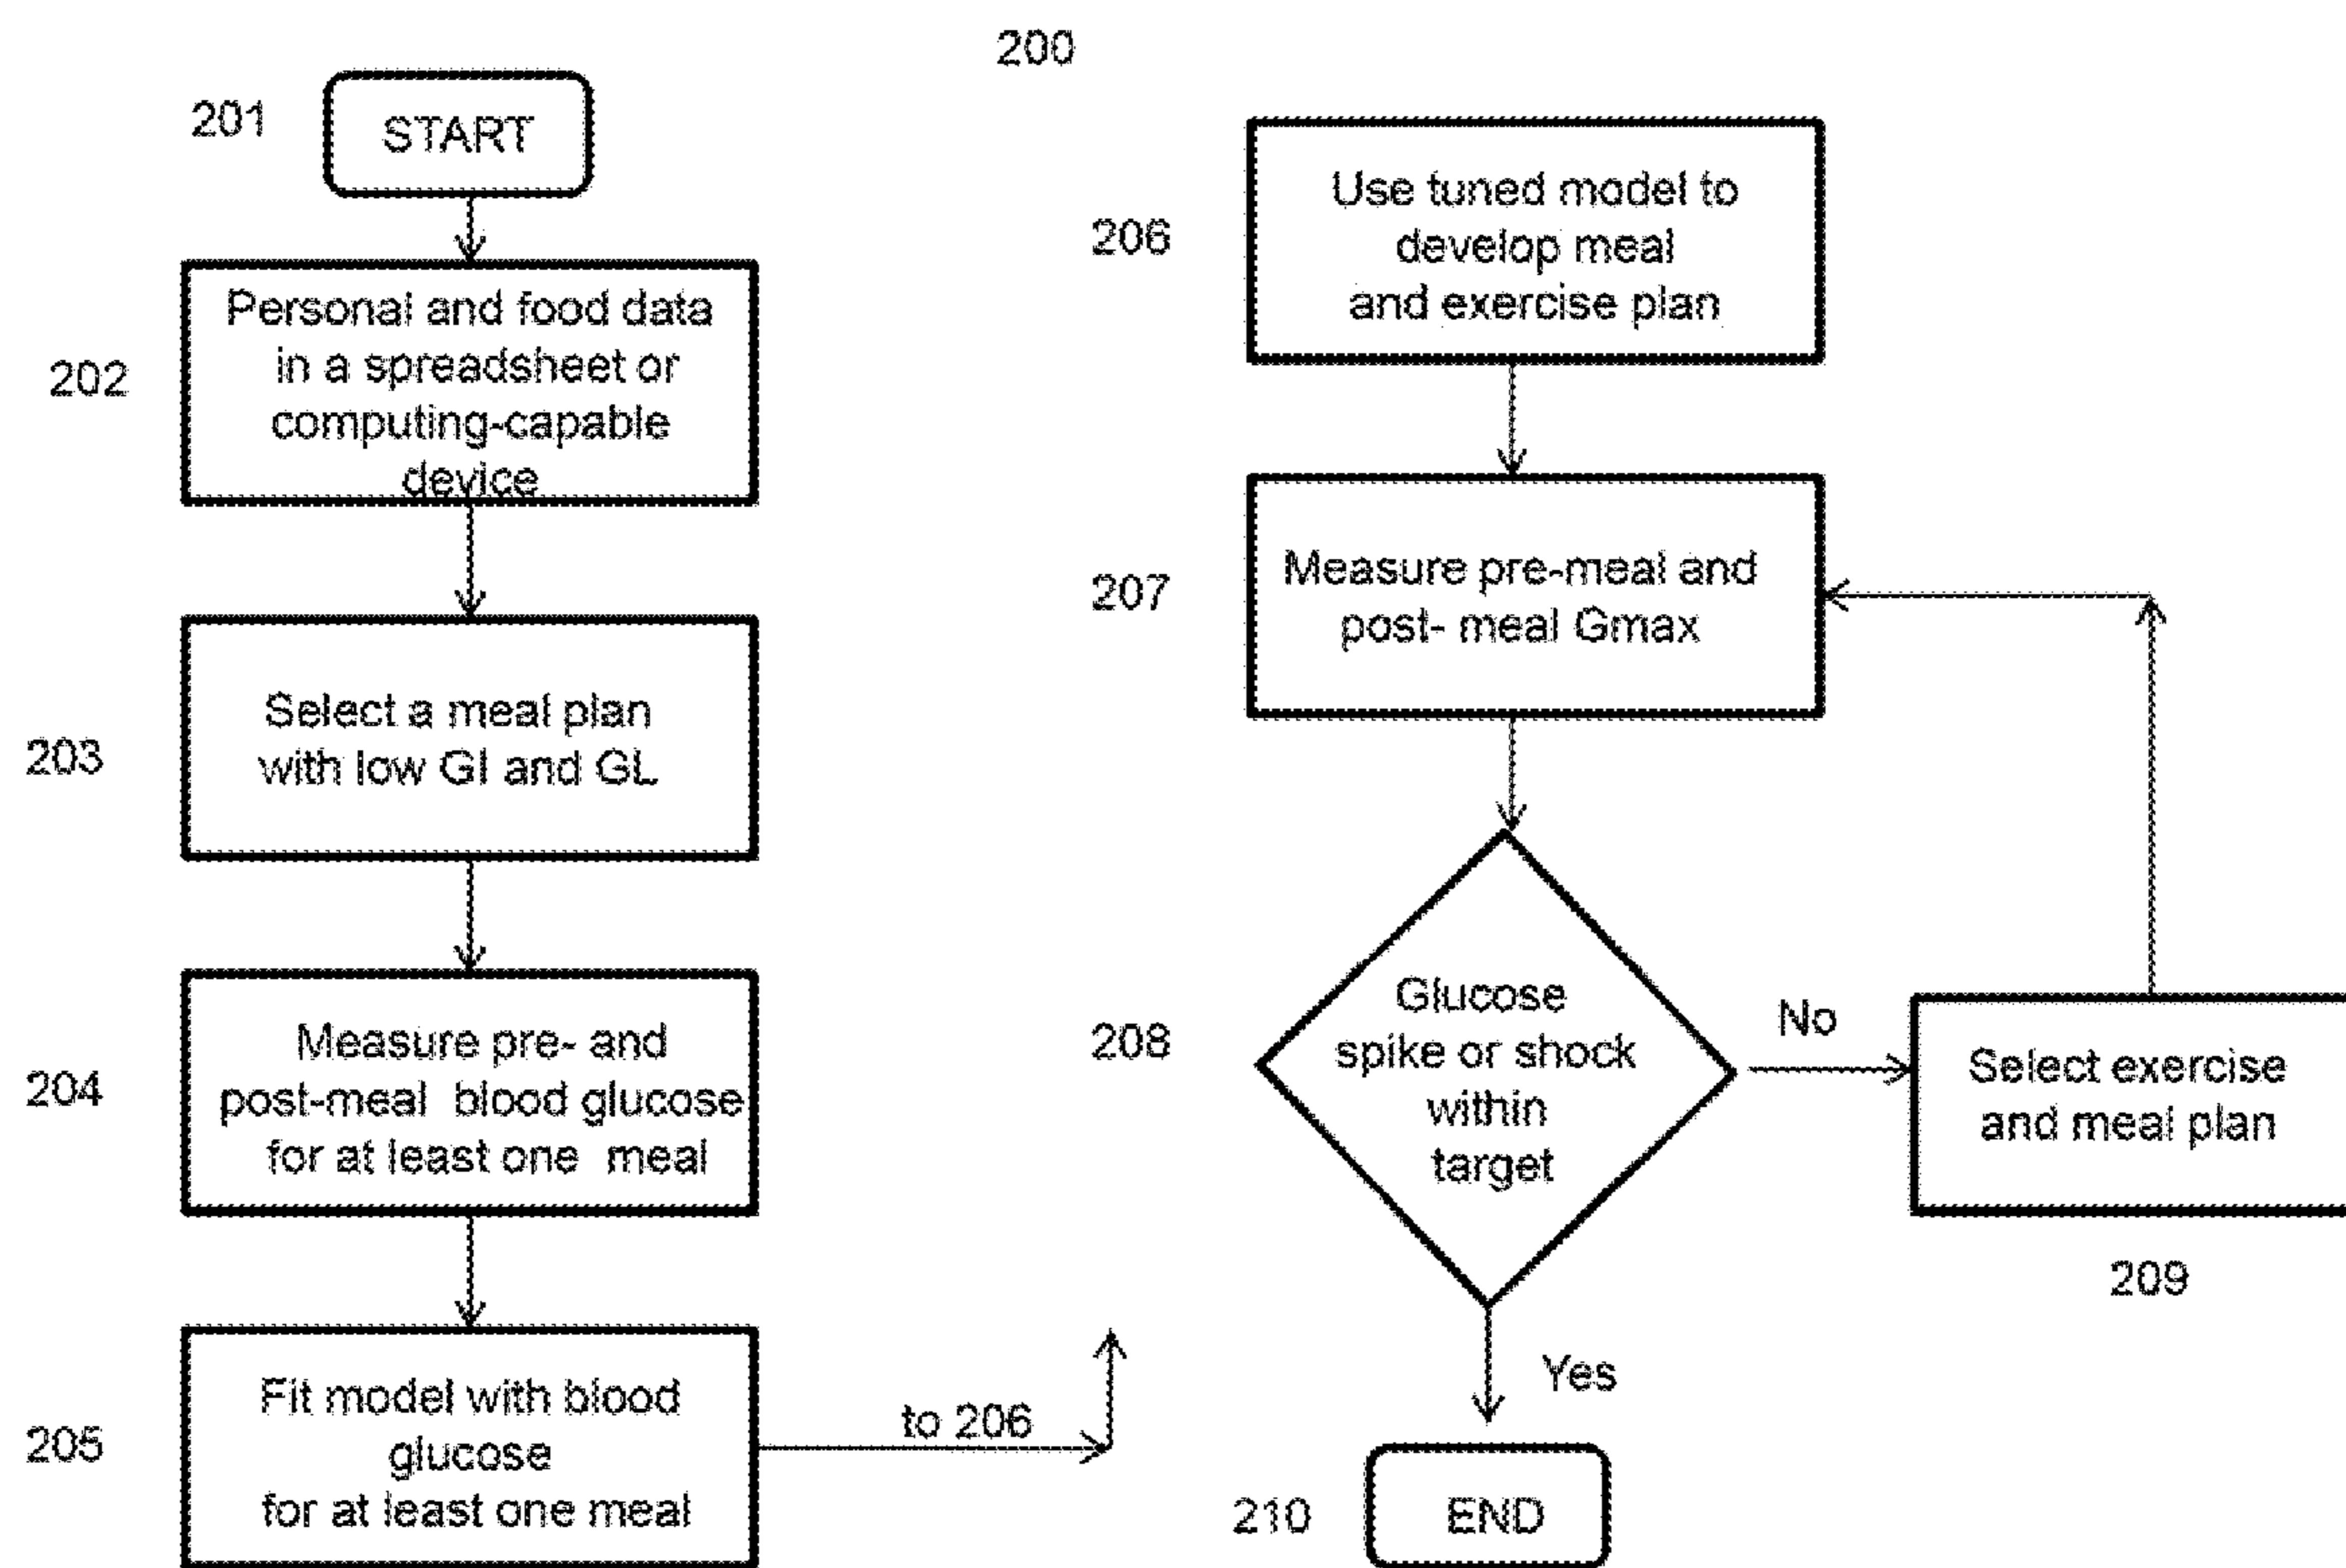 200
201
START
202
Personal and food data
in a spreadsheet or
computing-capable
device
203
Select a meal plan
with low GI and GL
204
Measure pre- and
post-meal blood glucose
for at least one meal
205
Fit model with blood
glucose
for at least one meal
to 206
206
Use tuned model to
develop meal
and exercise plan
207
Measure pre-meal and
post- meal Gmax
208
Glucose
spike or shock
within
target
No
Select exercise
and meal plan
209
Yes
210
END